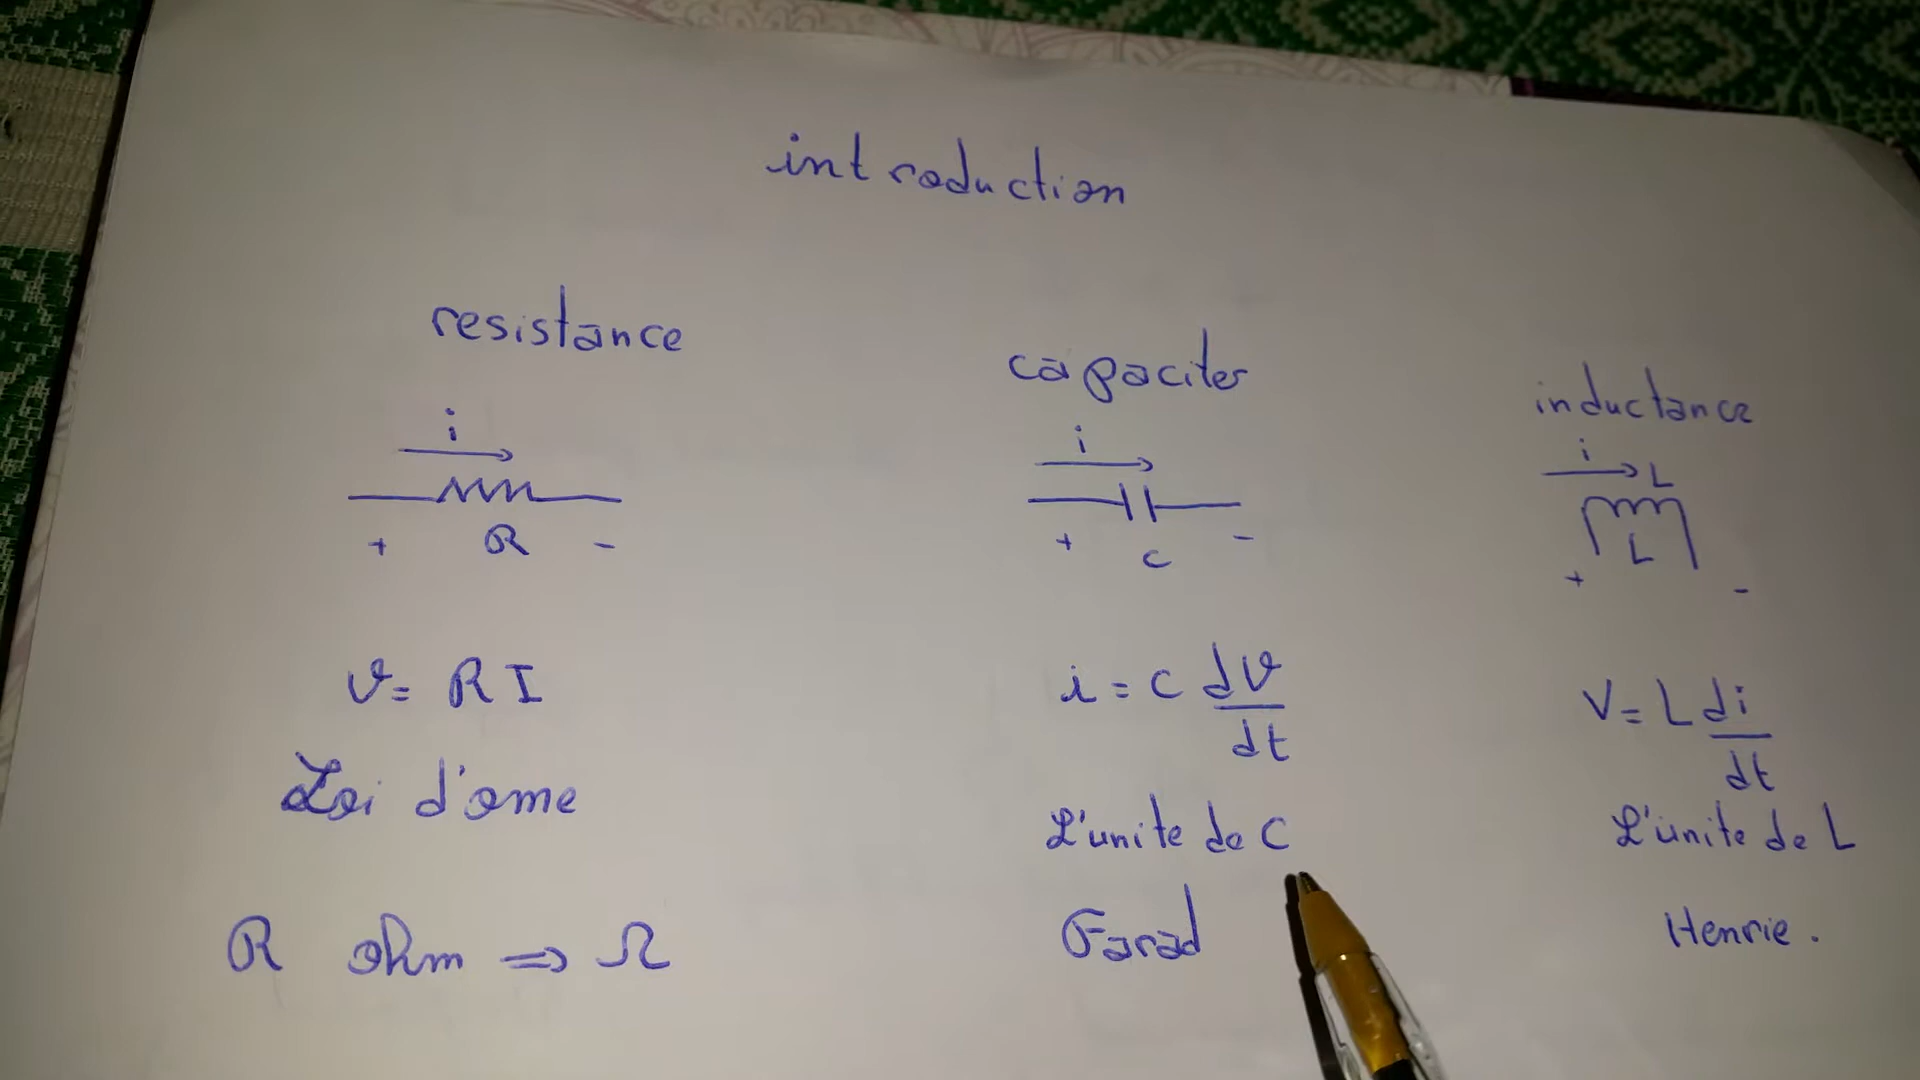 introduction
resistance
i
+ R -
v = R I
Loi d'ome
R ohm => Ω
capaciter
i
+ C -
i = C dV/dt
L'unite de C
Farad
inductance
i L
L
+ -
V = L di/dt
L'unite de L
Henrie.